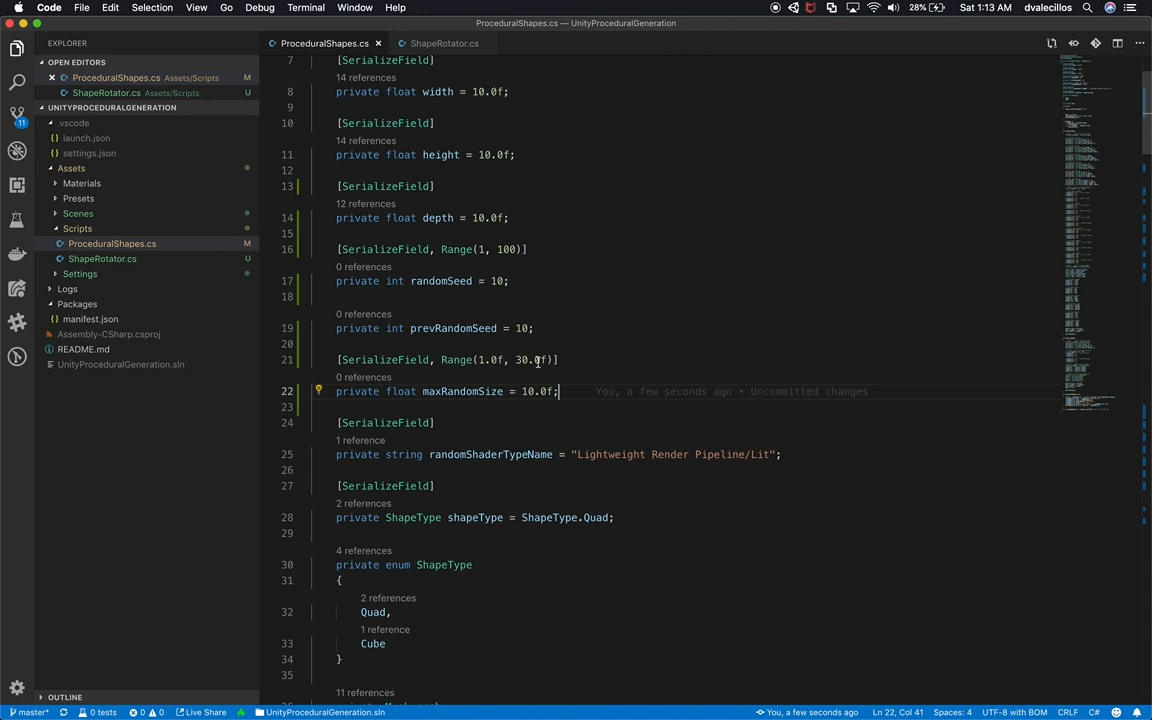 Code File Edit Selection View Go Debug Terminal Window Help 28% Sat 1:13 AM dvalecillos
ProceduralShapes.cs — UnityProceduralGeneration
EXPLORER
OPEN EDITORS
ProceduralShapes.cs Assets/Scripts M
ShapeRotator.cs Assets/Scripts U
UNITYPROCEDURALGENERATION
.vscode
launch.json
settings.json
Assets
Materials
Presets
Scenes
Scripts
ProceduralShapes.cs M
ShapeRotator.cs U
Settings
Logs
Packages
manifest.json
Assembly-CSharp.csproj
README.md
UnityProceduralGeneration.sln
OUTLINE
11
ProceduralShapes.cs ShapeRotator.cs
7 [SerializeField]
14 references
8 private float width = 10.0f;
9
10 [SerializeField]
14 references
11 private float height = 10.0f;
12
13 [SerializeField]
12 references
14 private float depth = 10.0f;
15
16 [SerializeField, Range(1, 100)]
0 references
17 private int randomSeed = 10;
18
0 references
19 private int prevRandomSeed = 10;
20
21 [SerializeField, Range(1.0f, 30.0f)]
0 references
22 private float maxRandomSize = 10.0f; You, a few seconds ago • Uncommitted changes
23
24 [SerializeField]
1 reference
25 private string randomShaderTypeName = "Lightweight Render Pipeline/Lit";
26
27 [SerializeField]
2 references
28 private ShapeType shapeType = ShapeType.Quad;
29
4 references
30 private enum ShapeType
31 {
2 references
32 Quad,
1 reference
33 Cube
34 }
35
11 references
master* 0 tests 0 0 Live Share UnityProceduralGeneration.sln You, a few seconds ago Ln 22, Col 41 Spaces: 4 UTF-8 with BOM CRLF C#